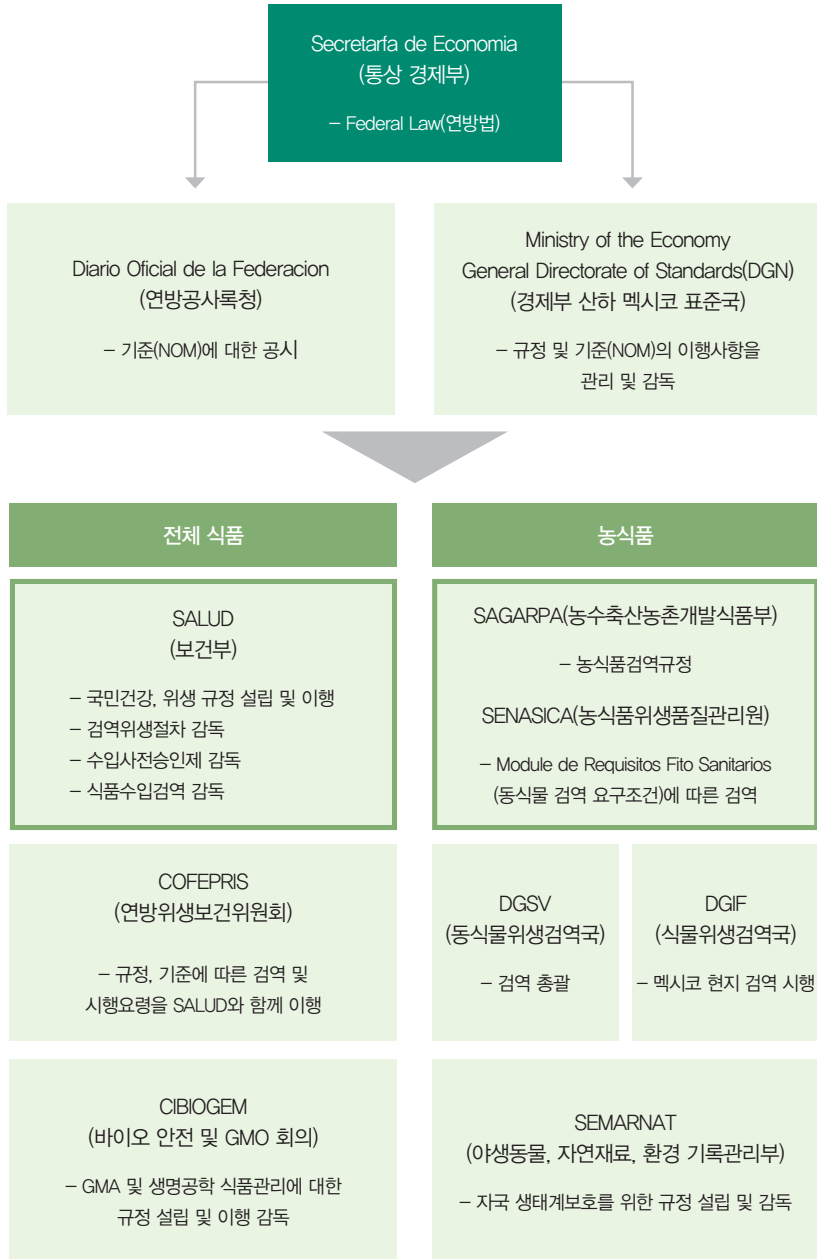 Secretarfa de Economia
(통상 경제부)
– Federal Law(연방법)
Diario Oficial de la Federacion
(연방공사록청)
– 기준(NOM)에 대한 공시
Ministry of the Economy
General Directorate of Standards(DGN)
(경제부 산하 멕시코 표준국)
– 규정 및 기준(NOM)의 이행사항을
관리 및 감독
전체 식품
SALUD
(보건부)
– 국민건강, 위생 규정 설립 및 이행
– 검역위생절차 감독
– 수입사전승인제 감독
– 식품수입검역 감독
COFEPRIS
(연방위생보건위원회)
– 규정, 기준에 따른 검역 및
시행요령을 SALUD와 함께 이행
CIBIOGEM
(바이오 안전 및 GMO 회의)
– GMA 및 생명공학 식품관리에 대한
규정 설립 및 이행 감독
농식품
SAGARPA(농수축산농촌개발식품부)
– 농식품검역규정
SENASICA(농식품위생품질관리원)
– Module de Requisitos Fito Sanitarios
(동식물 검역 요구조건)에 따른 검역
DGSV
(동식물위생검역국)
– 검역 총괄
DGIF
(식물위생검역국)
– 멕시코 현지 검역 시행
SEMARNAT
(야생동물, 자연재료, 환경 기록관리부)
– 자국 생태계보호를 위한 규정 설립 및 감독